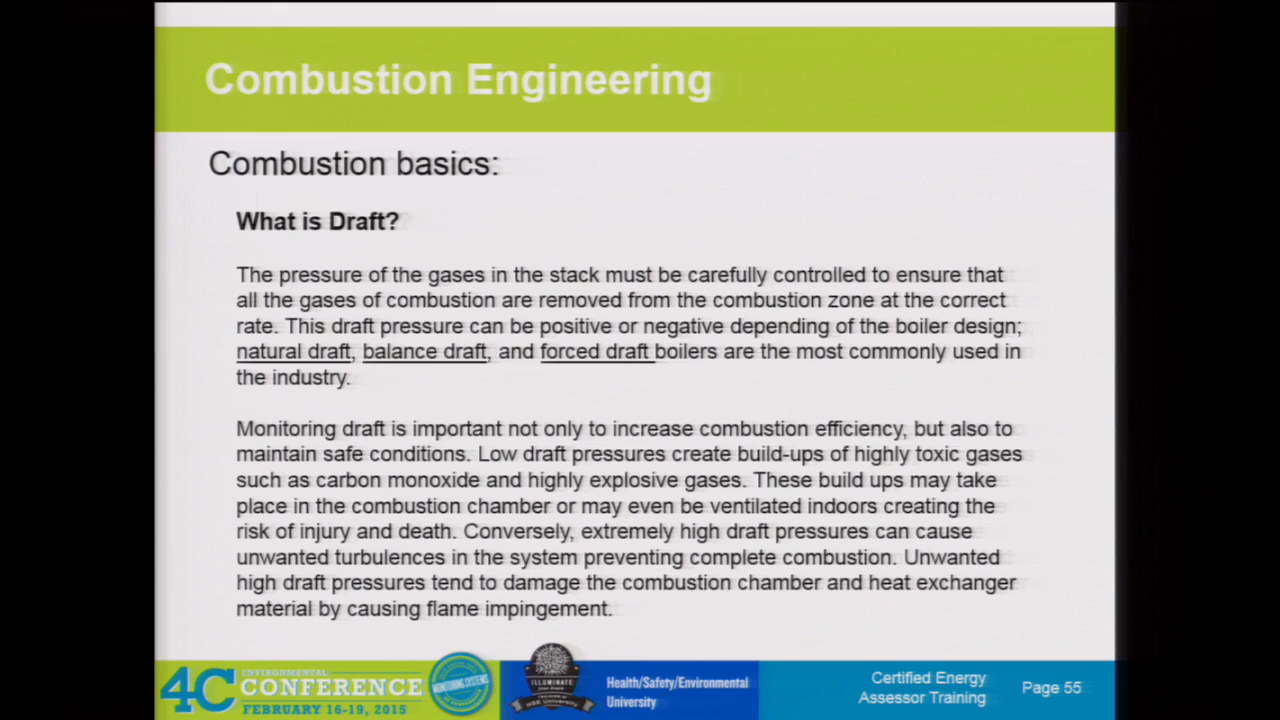 Combustion Engineering
Combustion basics:
What is Draft?
The pressure of the gases in the stack must be carefully controlled to ensure that
all the gases of combustion are removed from the combustion zone at the correct
rate. This draft pressure can be positive or negative depending of the boiler design;
natural draft, balance draft, and forced draft boilers are the most commonly used in
the industry.
Monitoring draft is important not only to increase combustion efficiency, but also to
maintain safe conditions. Low draft pressures create build-ups of highly toxic gases
such as carbon monoxide and highly explosive gases. These build ups may take
place in the combustion chamber or may even be ventilated indoors creating the
risk of injury and death. Conversely, extremely high draft pressures can cause
unwanted turbulences in the system preventing complete combustion. Unwanted
high draft pressures tend to damage the combustion chamber and heat exchanger
material by causing flame impingement.
4C ENVIRONMENTAL
CONFERENCE
FEBRUARY 16-19, 2015
MONITORING SYSTEMS
ILLUMINATE
HSE University
Health/Safety/Environmental
University
Certified Energy
Assessor Training
Page 55